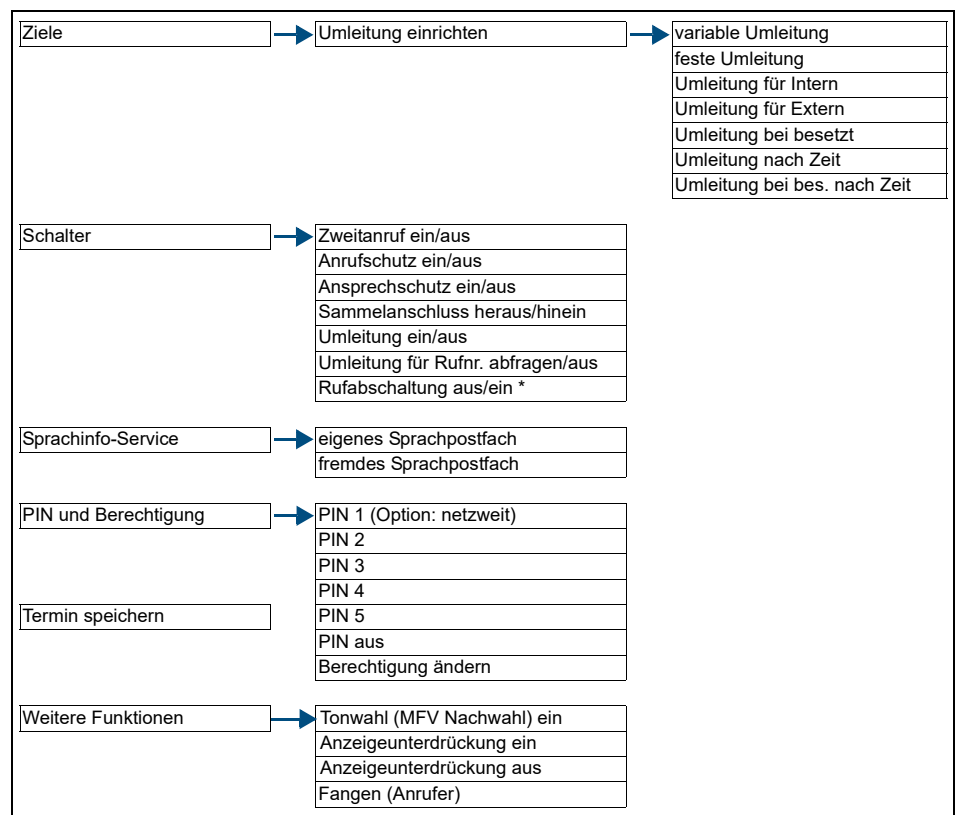 Ziele
Umleitung einrichten
variable Umleitung
feste Umleitung
Umleitung für Intern
Umleitung für Extern
Umleitung bei besetzt
Umleitung nach Zeit
Umleitung bei bes. nach Zeit
Schalter
Zweitanruf ein/aus
Anrufschutz ein/aus
Ansprechschutz ein/aus
Sammelanschluss heraus/hinein
Umleitung ein/aus
Umleitung für Rufnr. abfragen/aus
Rufabschaltung aus/ein *
Sprachinfo-Service
eigenes Sprachpostfach
fremdes Sprachpostfach
PIN und Berechtigung
PIN 1 (Option: netzweit)
PIN 2
PIN 3
PIN 4
Termin speichern
PIN 5
PIN aus
Berechtigung ändern
Weitere Funktionen
Tonwahl (MFV Nachwahl) ein
Anzeigeunterdrückung ein
Anzeigeunterdrückung aus
Fangen (Anrufer)